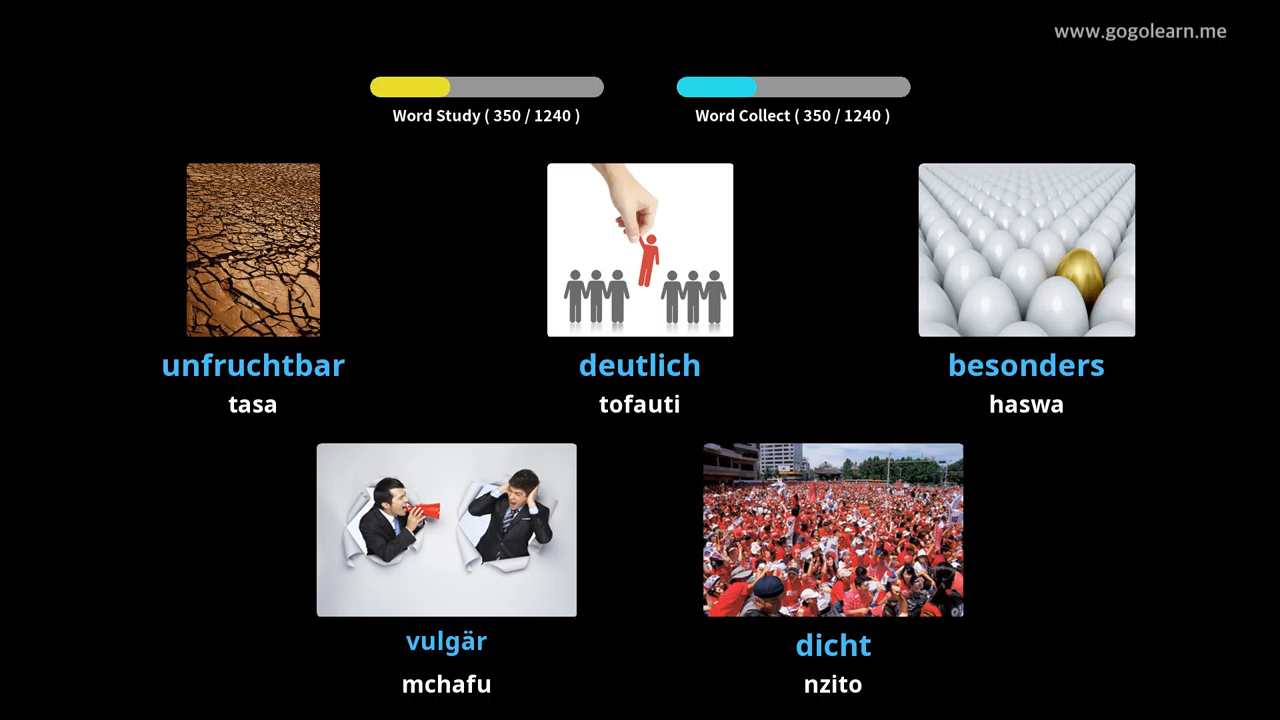 www.gogolearn.me
Word Study ( 350 / 1240 )
Word Collect ( 350 / 1240 )
unfruchtbar
tasa
deutlich
tofauti
besonders
haswa
vulgär
mchafu
dicht
nzito